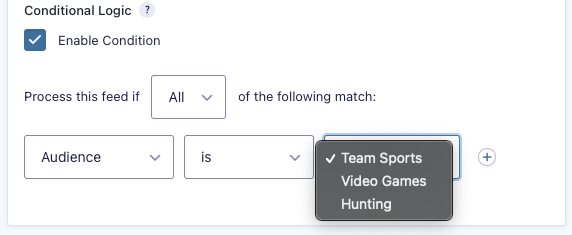 Conditional Logic ?
Enable Condition
Process this feed if All of the following match:
Audience is
Team Sports
Video Games
Hunting